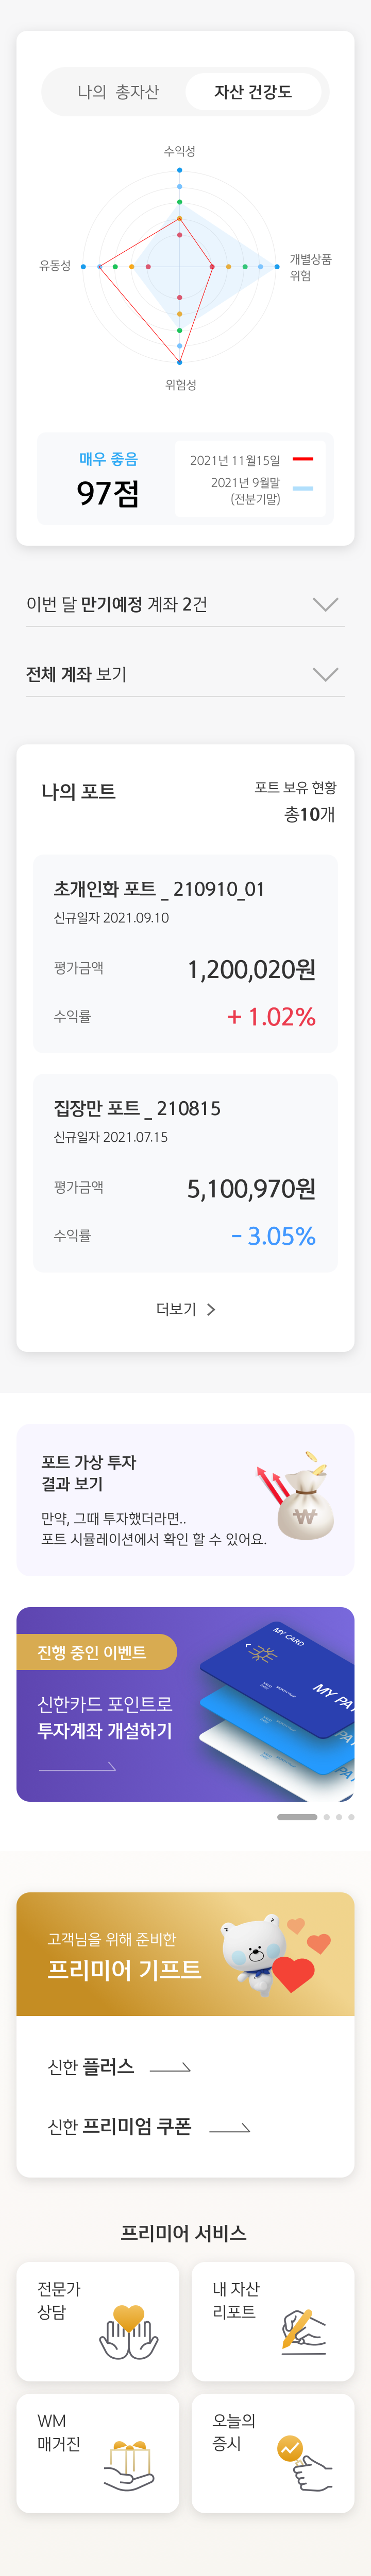 나의 총자산
자산 건강도
수익성
유동성
개별상품
위험
위험성
매우 좋음
97점
2021년 11월15일
2021년 9월말
(전분기말)
이번 달 만기예정 계좌 2건
전체 계좌 보기
나의 포트
포트 보유 현황
총10개
초개인화 포트 _ 210910_01
신규일자 2021.09.10
평가금액
1,200,020원
수익률
+ 1.02%
집장만 포트 _ 210815
신규일자 2021.07.15
평가금액
5,100,970원
수익률
- 3.05%
더보기
포트 가상 투자
결과 보기
만약, 그때 투자했더라면..
포트 시뮬레이션에서 확인 할 수 있어요.
진행 중인 이벤트
신한카드 포인트로
투자계좌 개설하기
MY CARD
MY PA
고객님을 위해 준비한
프리미어 기프트
신한 플러스
신한 프리미엄 쿠폰
프리미어 서비스
전문가
상담
내 자산
리포트
WM
매거진
오늘의
증시